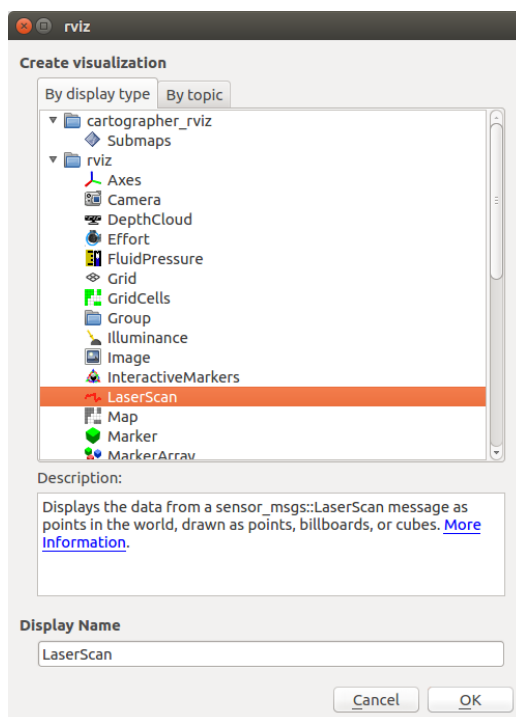 rviz
Create visualization
By display type
By topic
cartographer_rviz
Submaps
rviz
Axes
Camera
DepthCloud
Effort
FluidPressure
Grid
GridCells
Group
Illuminance
Image
InteractiveMarkers
LaserScan
Map
Marker
MarkerArray
Description:
Displays the data from a sensor_msgs::LaserScan message as
points in the world, drawn as points, billboards, or cubes. More
Information.
Display Name
LaserScan
Cancel
OK